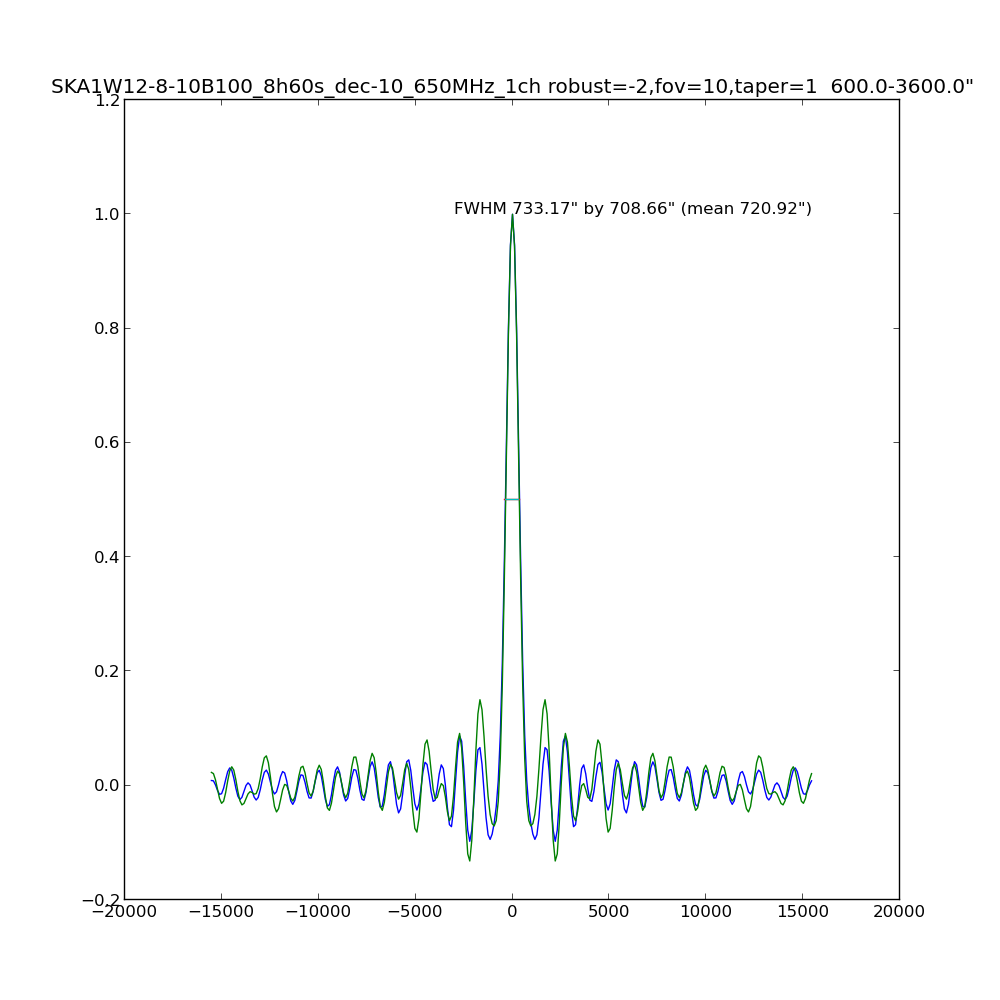 SKA1W12-8-10B100_8h60s_dec-10_650MHz_1ch robust=-2,fov=10,taper=1  600.0-3600.0"
1.2
FWHM 733.17" by 708.66" (mean 720.92")
1.0
0.8
0.6
0.4
0.2
0.0
−0.2
−20000 −15000 −10000 −5000 0 5000 10000 15000 20000